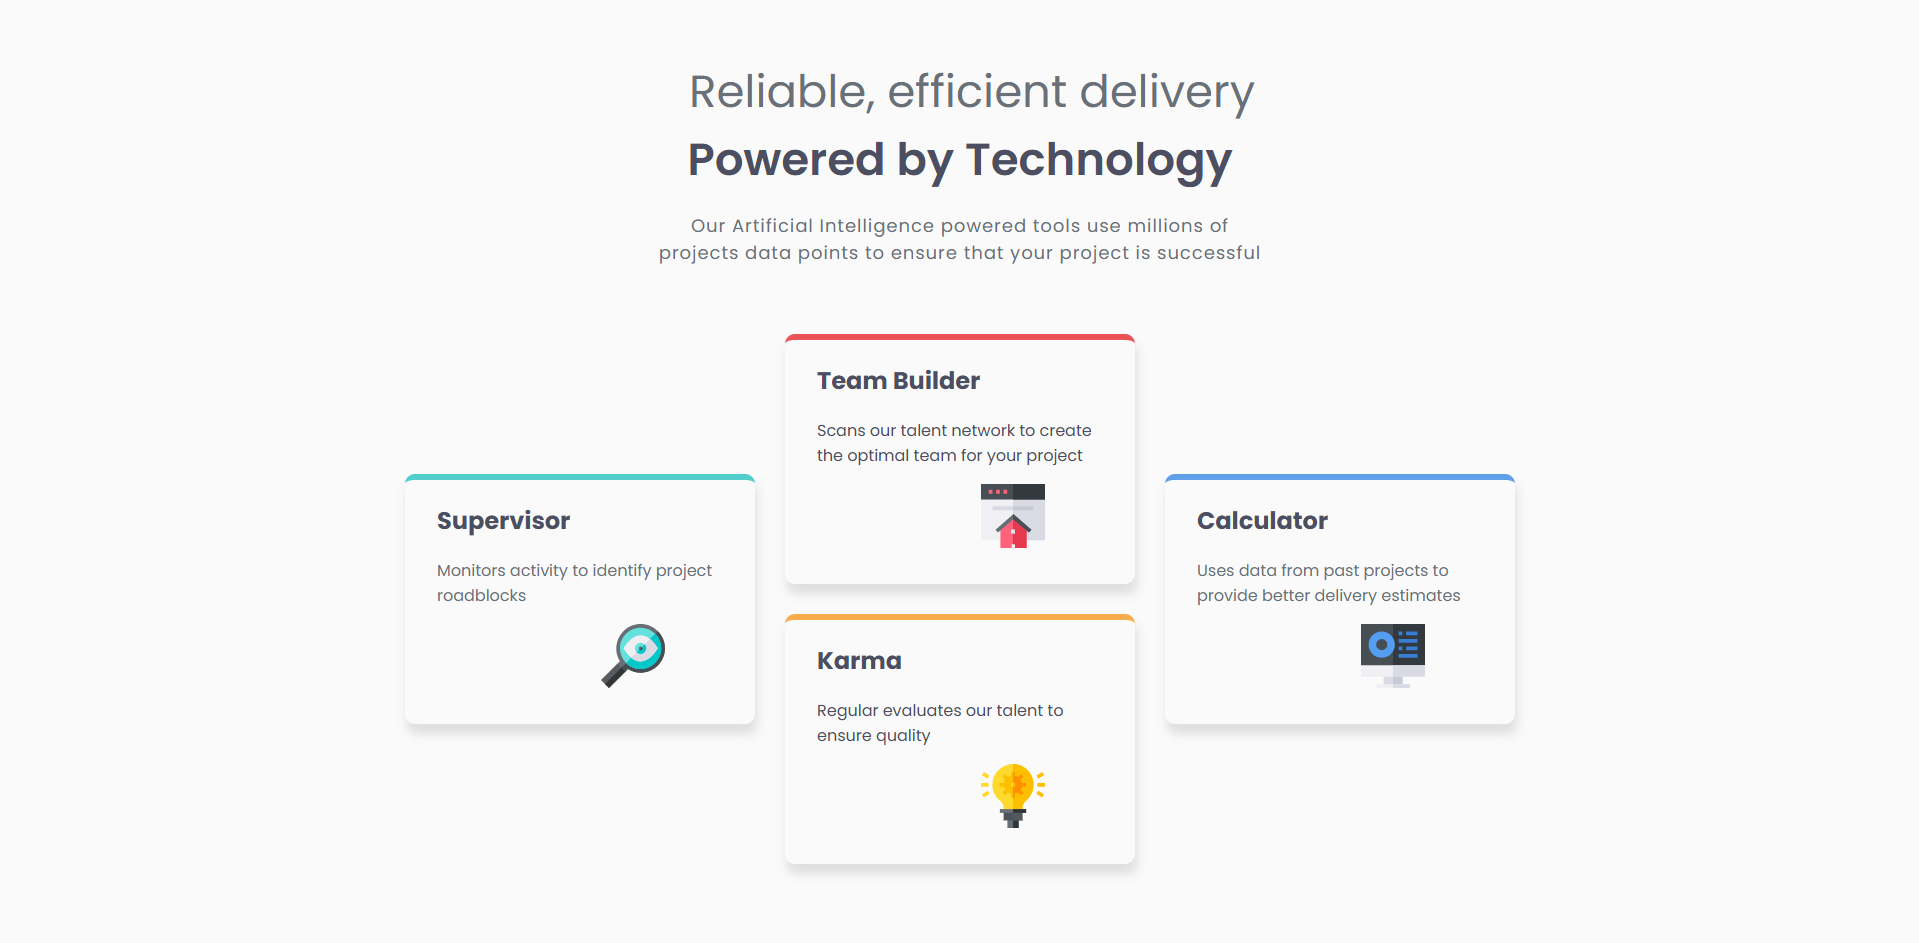 Reliable, efficient delivery
Powered by Technology
Our Artificial Intelligence powered tools use millions of
projects data points to ensure that your project is successful
Supervisor
Monitors activity to identify project
roadblocks
Team Builder
Scans our talent network to create
the optimal team for your project
Karma
Regular evaluates our talent to
ensure quality
Calculator
Uses data from past projects to
provide better delivery estimates